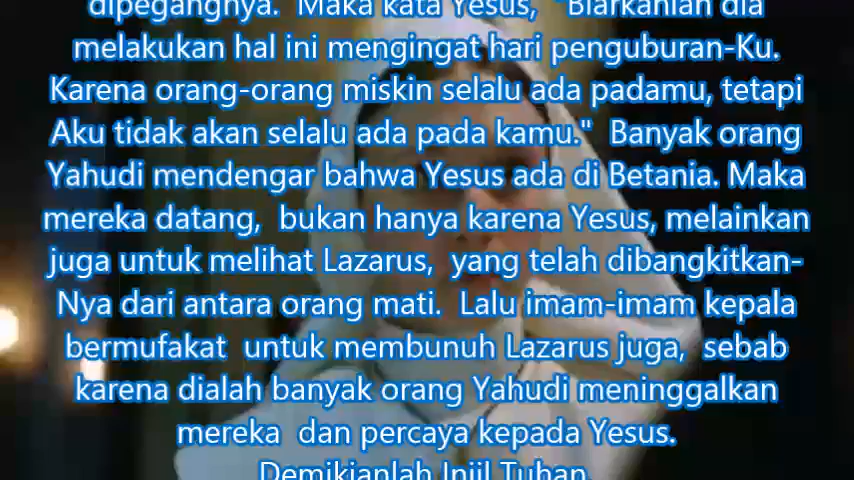 dipegangnya. Maka kata Yesus, "Biarkanlah dia
melakukan hal ini mengingat hari penguburan-Ku.
Karena orang-orang miskin selalu ada padamu, tetapi
Aku tidak akan selalu ada pada kamu." Banyak orang
Yahudi mendengar bahwa Yesus ada di Betania. Maka
mereka datang, bukan hanya karena Yesus, melainkan
juga untuk melihat Lazarus, yang telah dibangkitkan-
Nya dari antara orang mati. Lalu imam-imam kepala
bermufakat untuk membunuh Lazarus juga, sebab
karena dialah banyak orang Yahudi meninggalkan
mereka dan percaya kepada Yesus.
Demikianlah Injil Tuhan.